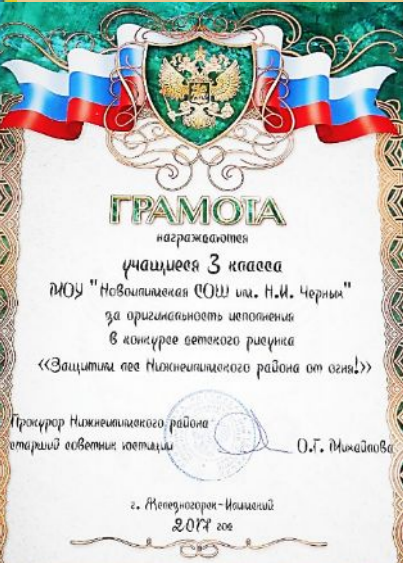 ГРАМОТА
награждаются
учащиеся 3 класса
МОУ "Новоилимская СОШ им. Н.И. Черных"
за оригинальность исполнения
в конкурсе детского рисунка
<<Защитим лес Нижнеилимского района от огня!>>
Прокурор Нижнеилимского района
старший советник юстиции
О.Г. Михайлова
г. Железногорск-Илимский
2017 год